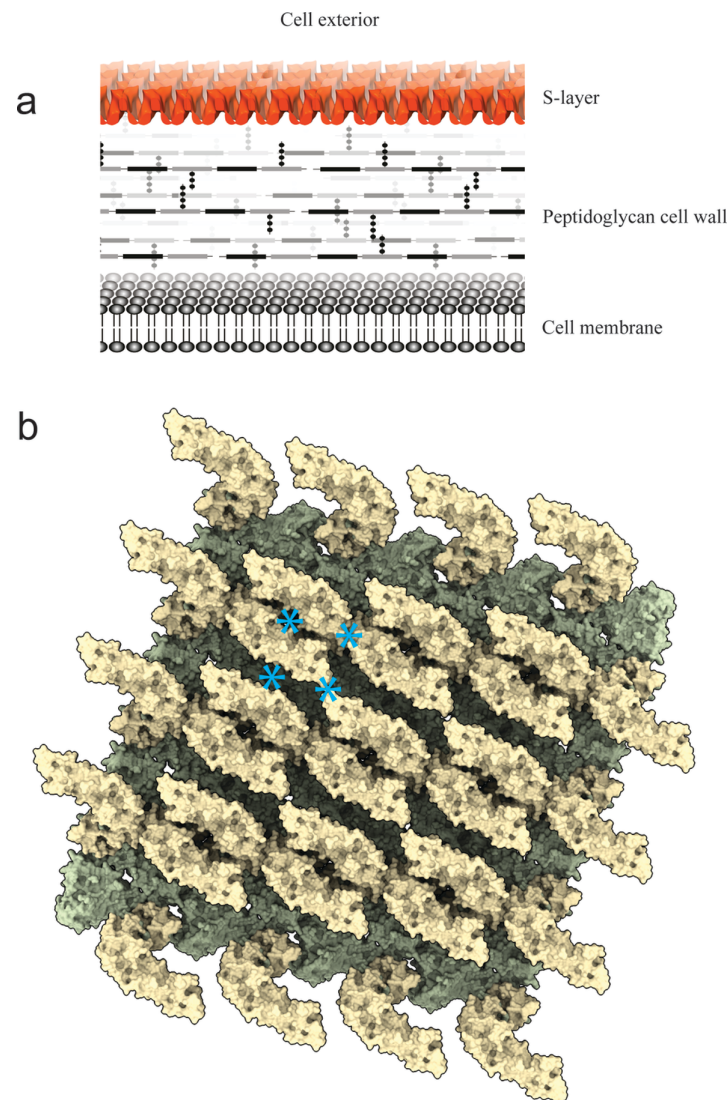 Cell exterior
a
S-layer
Peptidoglycan cell wall
Cell membrane
b